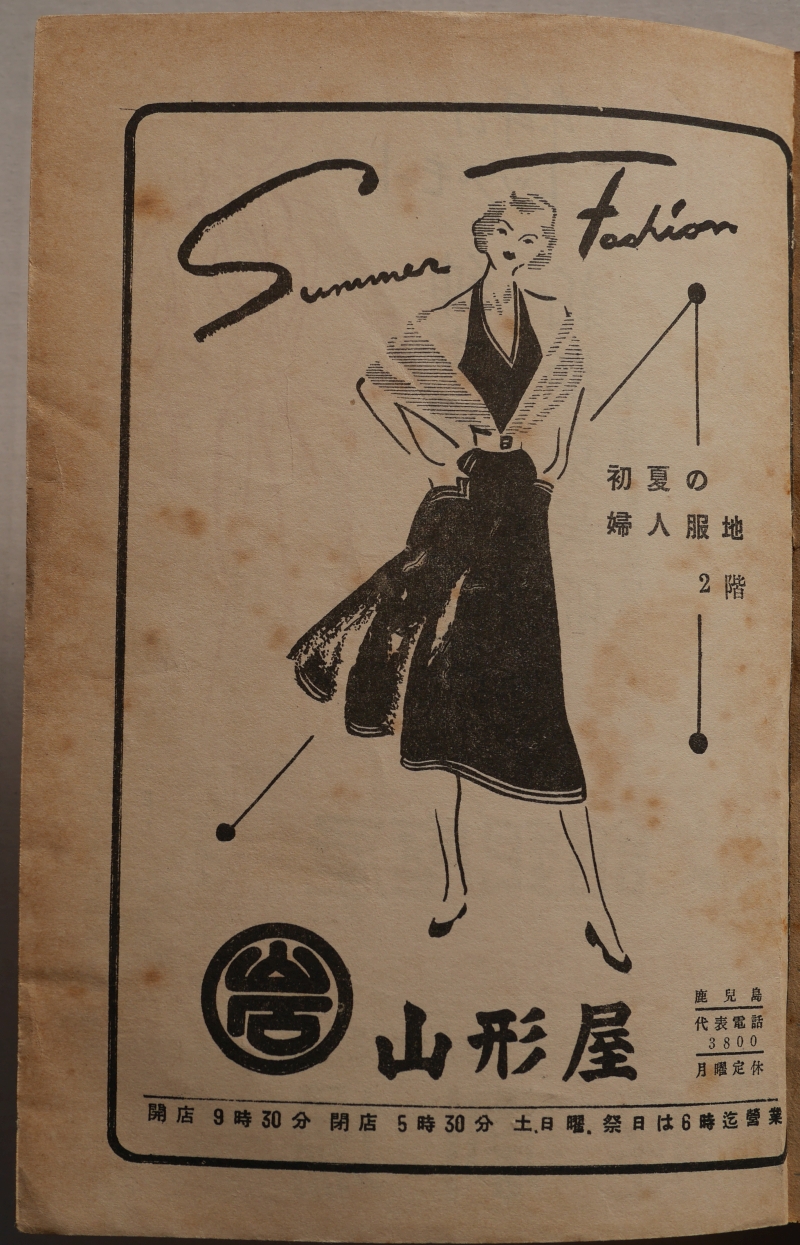 Summer Fashion
初夏の
婦人服地
2階
山形屋
鹿兒島
代表電話
3800
月曜定休
開店 9時30分 閉店 5時30分 土.日曜.祭日は6時迄營業